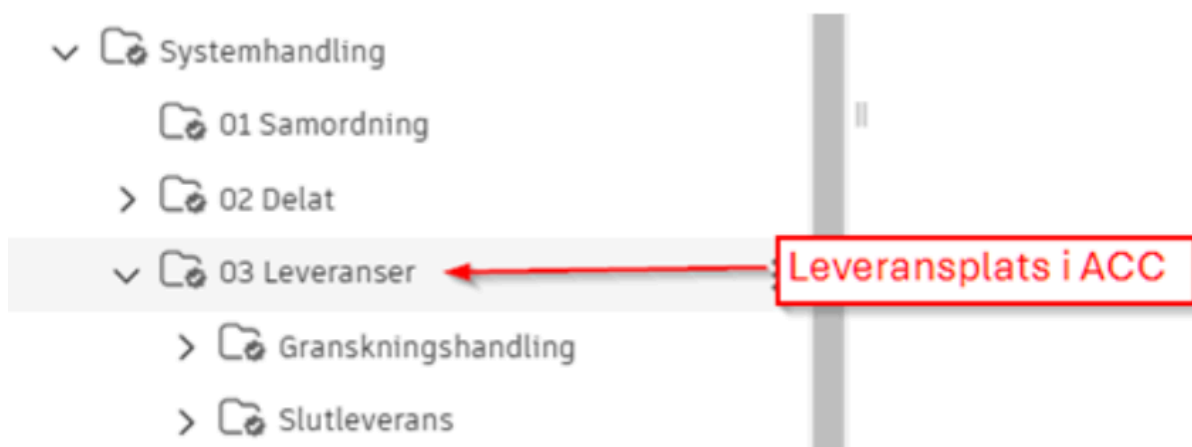 Systemhandling
01 Samordning
02 Delat
03 Leveranser
Leveransplats i ACC
Granskningshandling
Slutleverans